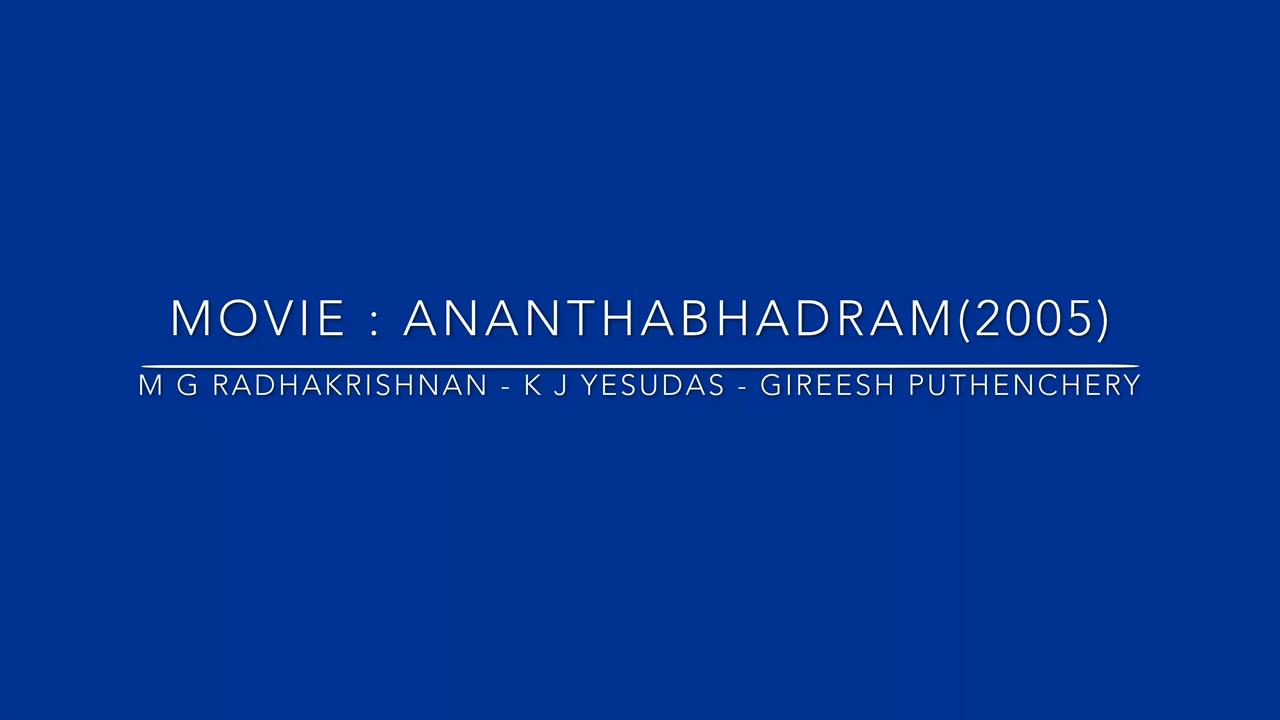 MOVIE : ANANTHABHADRAM(2005)
M G RADHAKRISHNAN - K J YESUDAS - GIREESH PUTHENCHERY